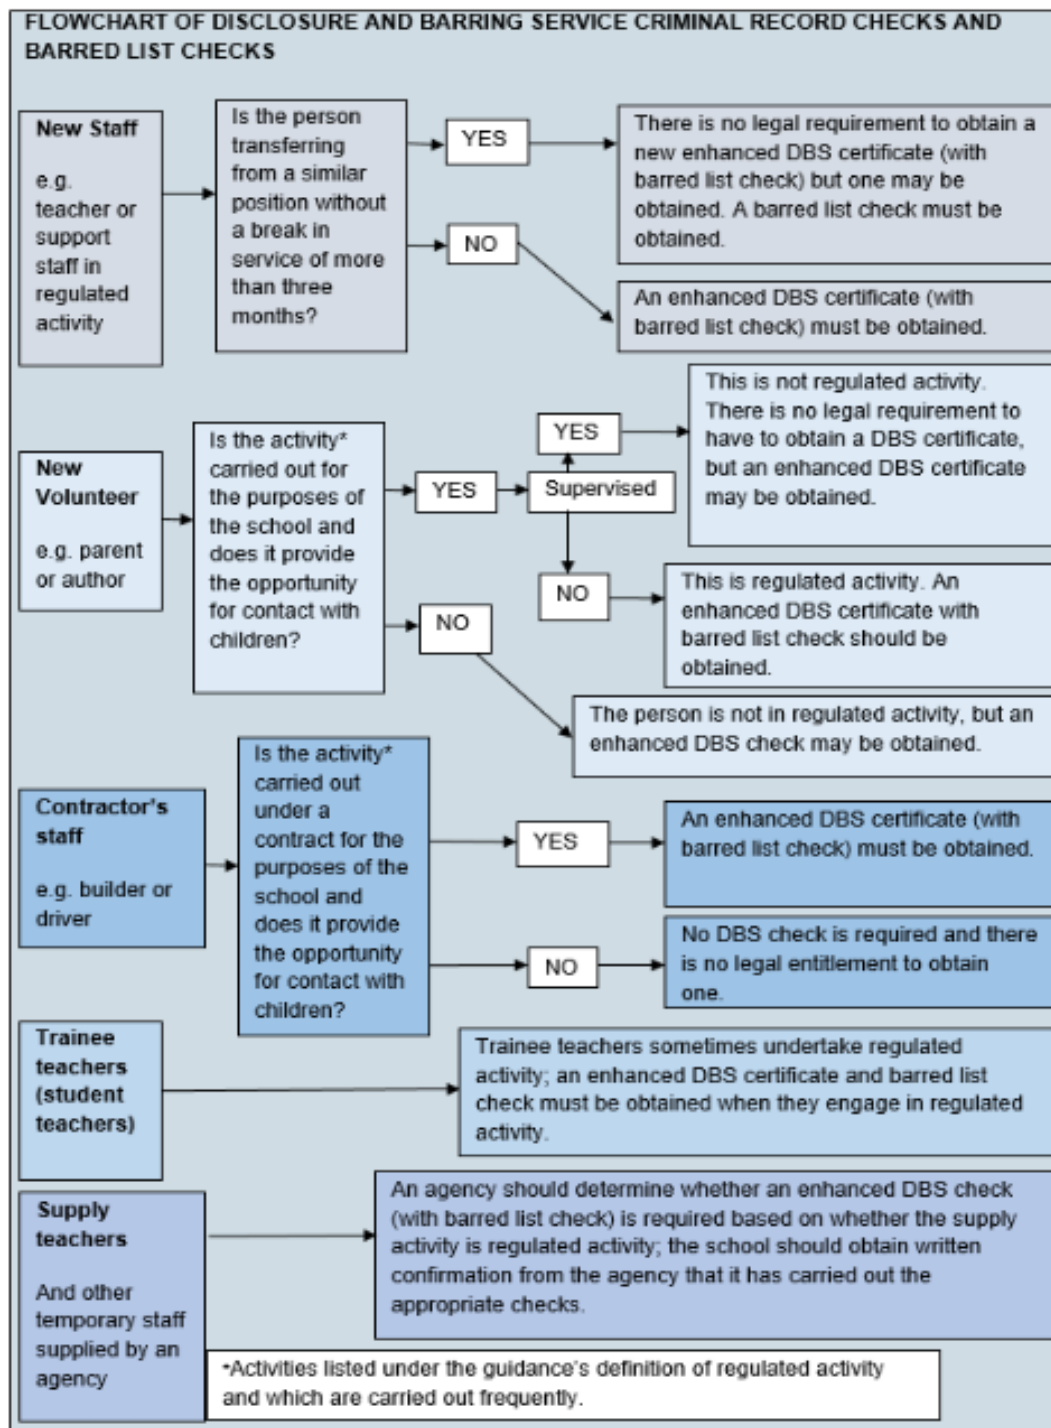 FLOWCHART OF DISCLOSURE AND BARRING SERVICE CRIMINAL RECORD CHECKS AND
BARRED LIST CHECKS
New Staff
e.g.
teacher or
support
staff in
regulated
activity
Is the person
transferring
from a similar
position without
a break in
service of more
than three
months?
YES
There is no legal requirement to obtain a
new enhanced DBS certificate (with
barred list check) but one may be
obtained. A barred list check must be
obtained.
NO
An enhanced DBS certificate (with
barred list check) must be obtained.
New
Volunteer
e.g. parent
or author
Is the activity*
carried out for
the purposes of
the school and
does it provide
the opportunity
for contact with
children?
YES
Supervised
YES
This is not regulated activity.
There is no legal requirement to
have to obtain a DBS certificate,
but an enhanced DBS certificate
may be obtained.
NO
This is regulated activity. An
enhanced DBS certificate with
barred list check should be
obtained.
NO
The person is not in regulated activity, but an
enhanced DBS check may be obtained.
Contractor's
staff
e.g. builder or
driver
Is the activity*
carried out
under a
contract for the
purposes of the
school and
does it provide
the opportunity
for contact with
children?
YES
An enhanced DBS certificate (with
barred list check) must be obtained.
NO
No DBS check is required and there
is no legal entitlement to obtain
one.
Trainee
teachers
(student
teachers)
Trainee teachers sometimes undertake regulated
activity; an enhanced DBS certificate and barred list
check must be obtained when they engage in regulated
activity.
Supply
teachers
And other
temporary staff
supplied by an
agency
An agency should determine whether an enhanced DBS check
(with barred list check) is required based on whether the supply
activity is regulated activity; the school should obtain written
confirmation from the agency that it has carried out the
appropriate checks.
*Activities listed under the guidance's definition of regulated activity
and which are carried out frequently.